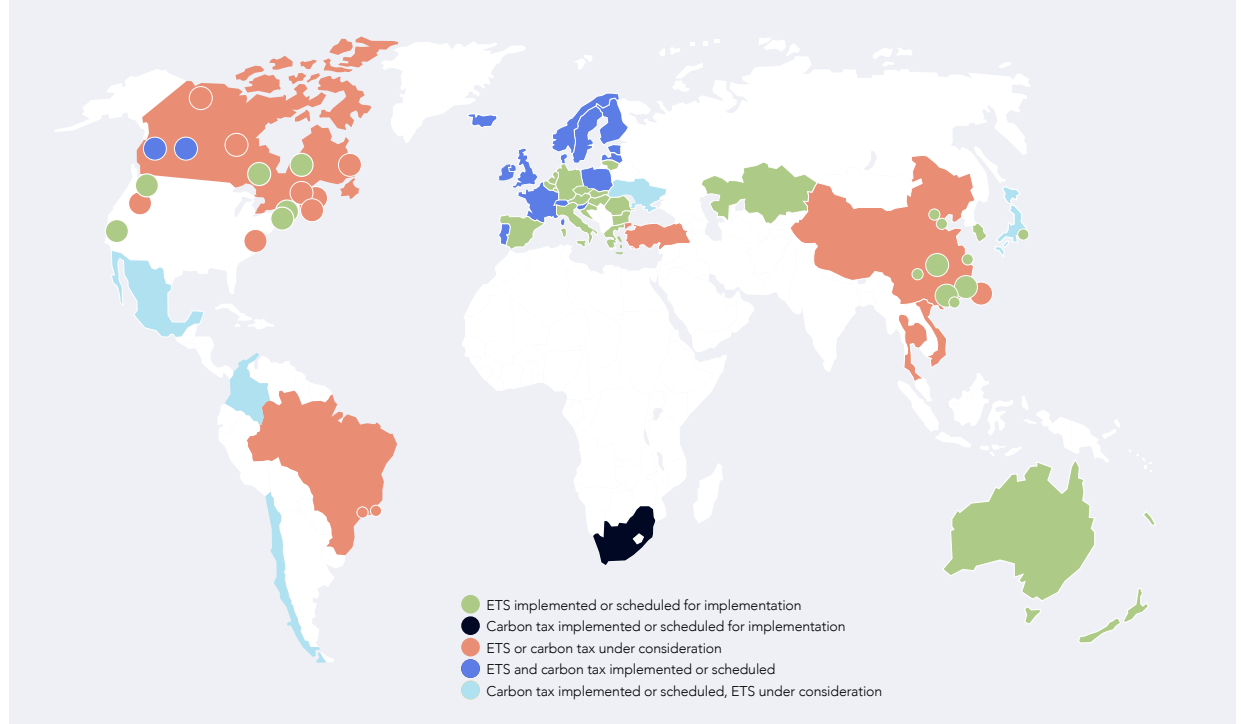 ETS implemented or scheduled for implementation
Carbon tax implemented or scheduled for implementation
ETS or carbon tax under consideration
ETS and carbon tax implemented or scheduled
Carbon tax implemented or scheduled, ETS under consideration